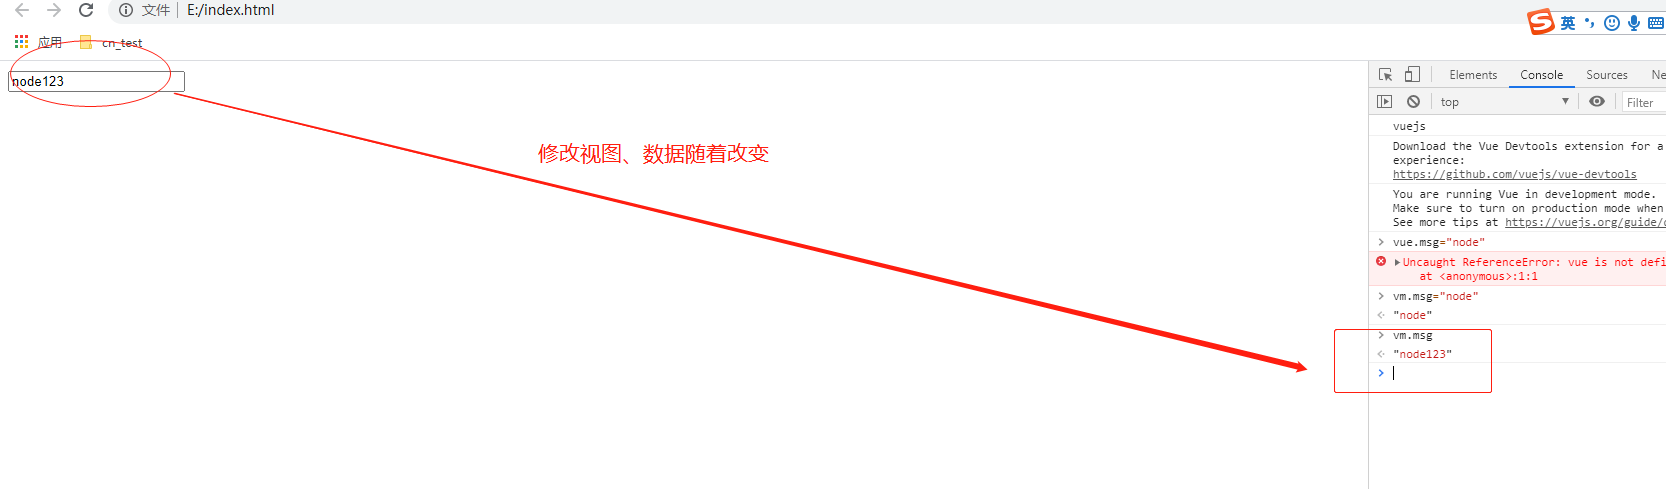 文件 E:/index.html
英
应用 cn_test
node123
修改视图、数据随着改变
Elements Console Sources Ne
top Filter
vuejs
Download the Vue Devtools extension for a
experience:
https://github.com/vuejs/vue-devtools
You are running Vue in development mode.
Make sure to turn on production mode when
See more tips at https://vuejs.org/guide/
vue.msg="node"
Uncaught ReferenceError: vue is not defi
at <anonymous>:1:1
vm.msg="node"
"node"
vm.msg
"node123"